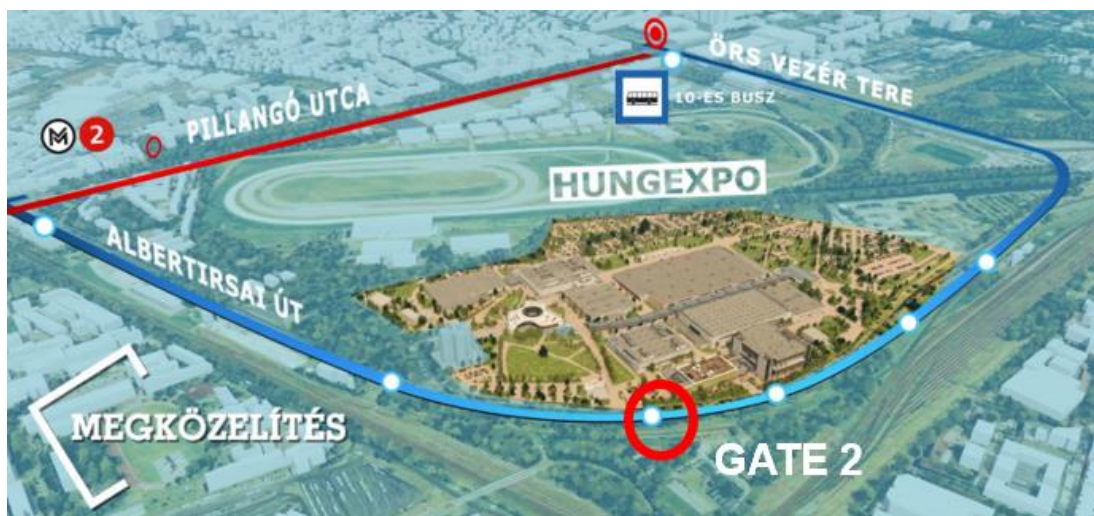 ÖRS VEZÉR TERE
PILLANGÓ UTCA
10-ES BUSZ
M 2
HUNGEXPO
ALBERTIRSAI ÚT
MEGKÖZELÍTÉS
GATE 2